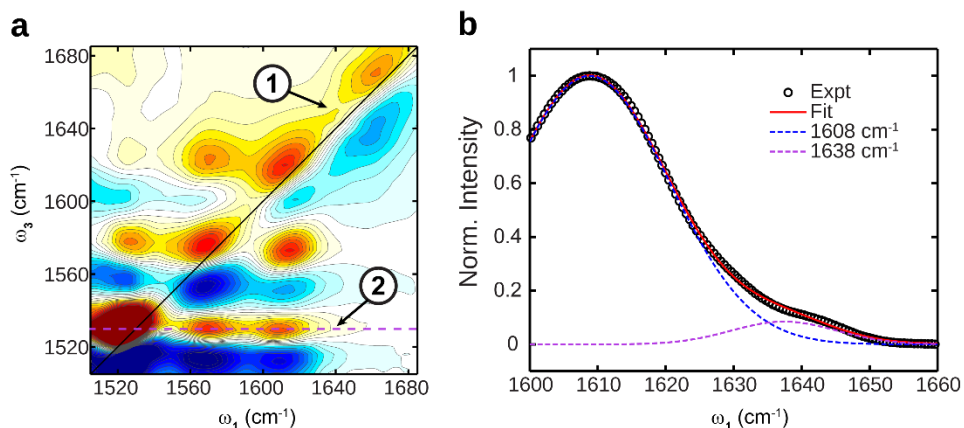 a
1680
1640
1600
1560
1520
ω3 (cm-1)
1
2
1520 1560 1600 1640 1680
ω1 (cm-1)
b
1
0.8
0.6
0.4
0.2
0
Norm. Intensity
Expt
Fit
1608 cm-1
1638 cm-1
1600 1610 1620 1630 1640 1650 1660
ω1 (cm-1)